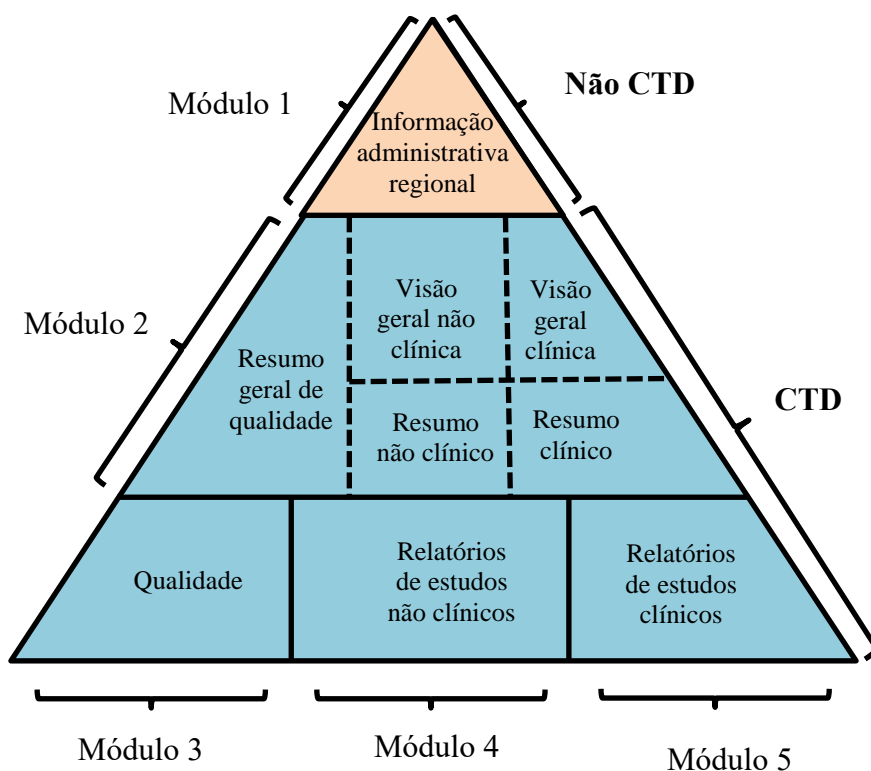 Módulo 1
Não CTD
Informação
administrativa
regional
Módulo 2
Visão
geral não
clínica
Visão
geral
clínica
Resumo
geral de
qualidade
CTD
Resumo
não clínico
Resumo
clínico
Qualidade
Relatórios
de estudos
não clínicos
Relatórios
de estudos
clínicos
Módulo 3
Módulo 4
Módulo 5